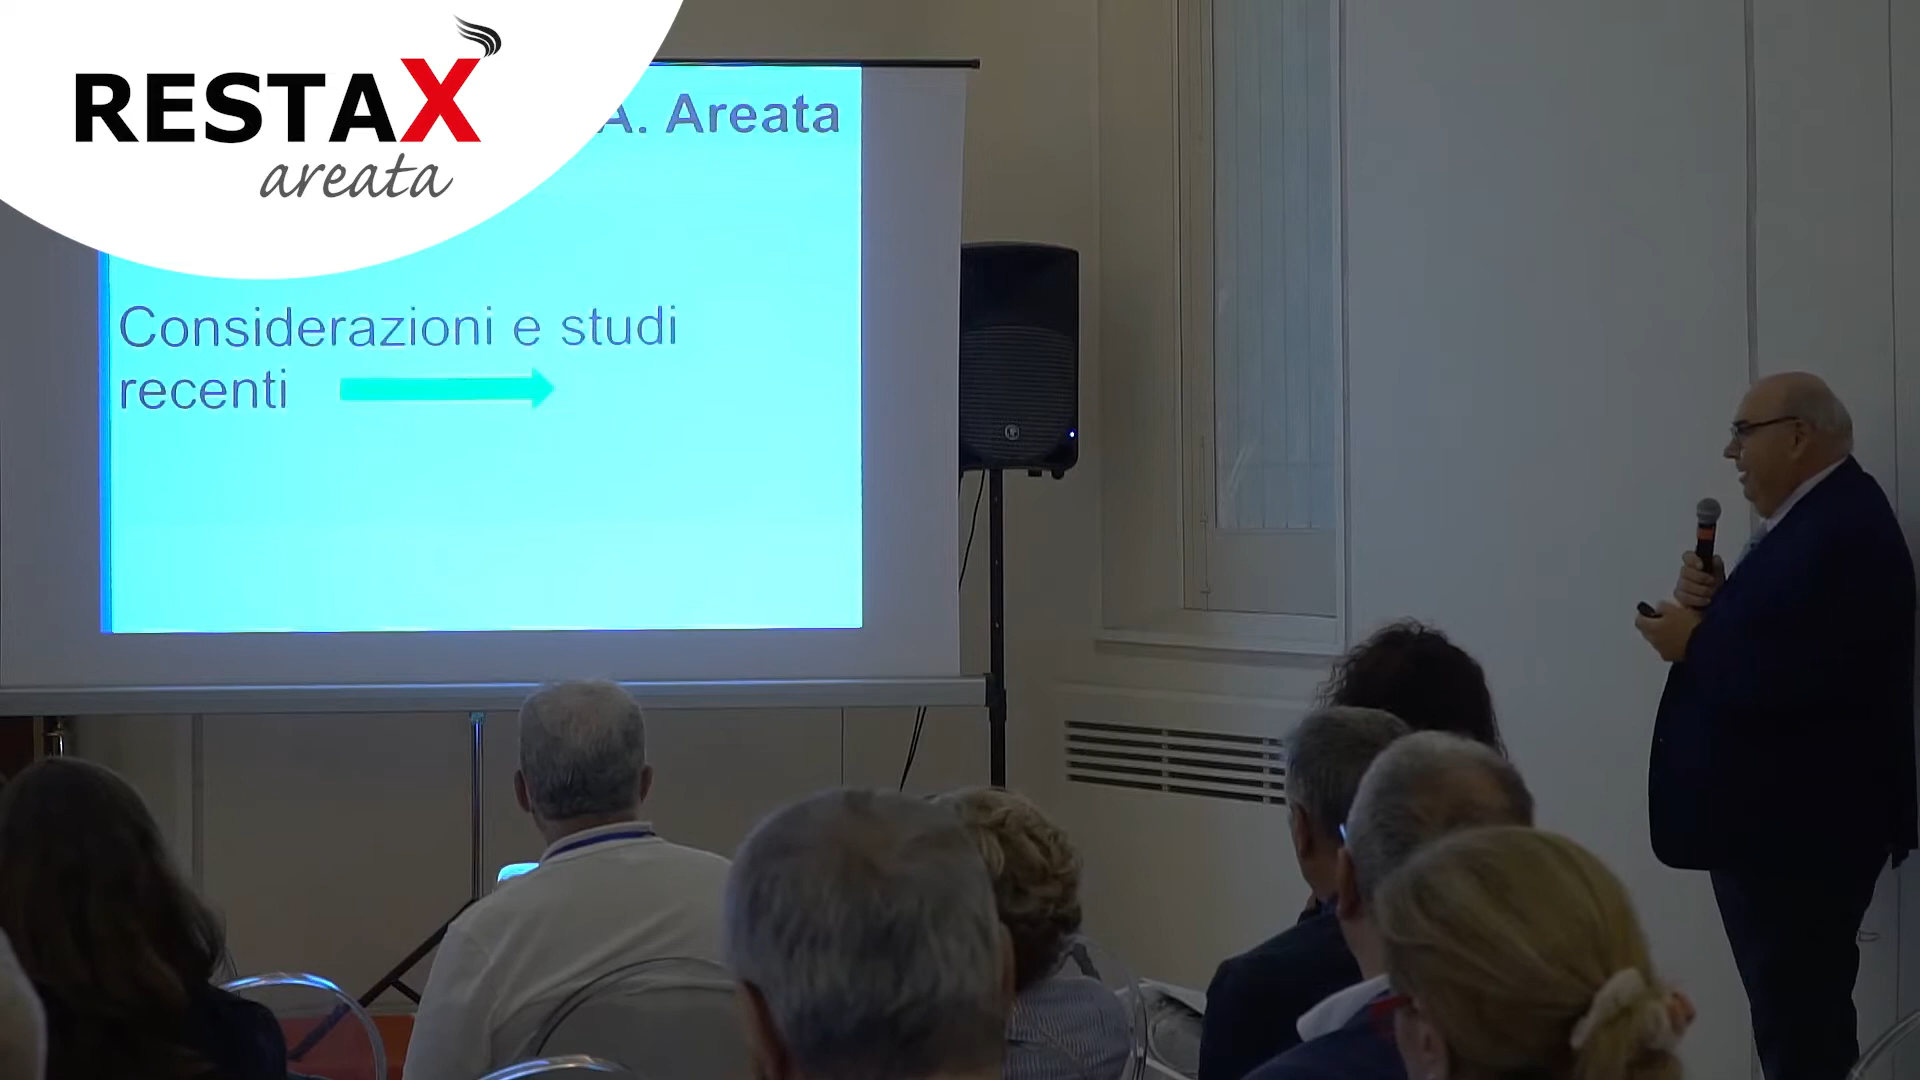 RESTAX
areata
A. Areata
Considerazioni e studi
recenti